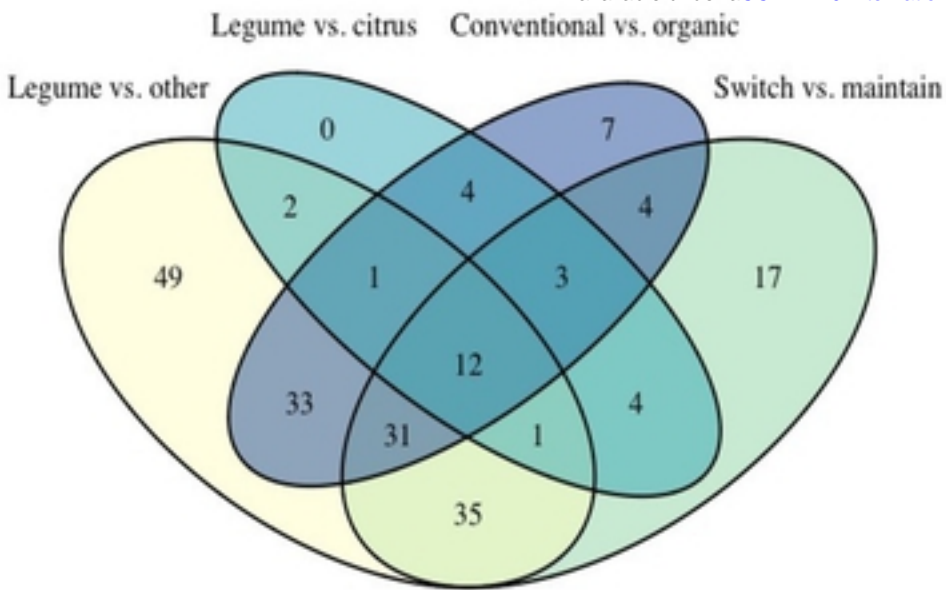 Legume vs. citrus Conventional vs. organic
Legume vs. other Switch vs. maintain
0 7
2 4 4
49 1 3 17
12
33 4
31 1
35